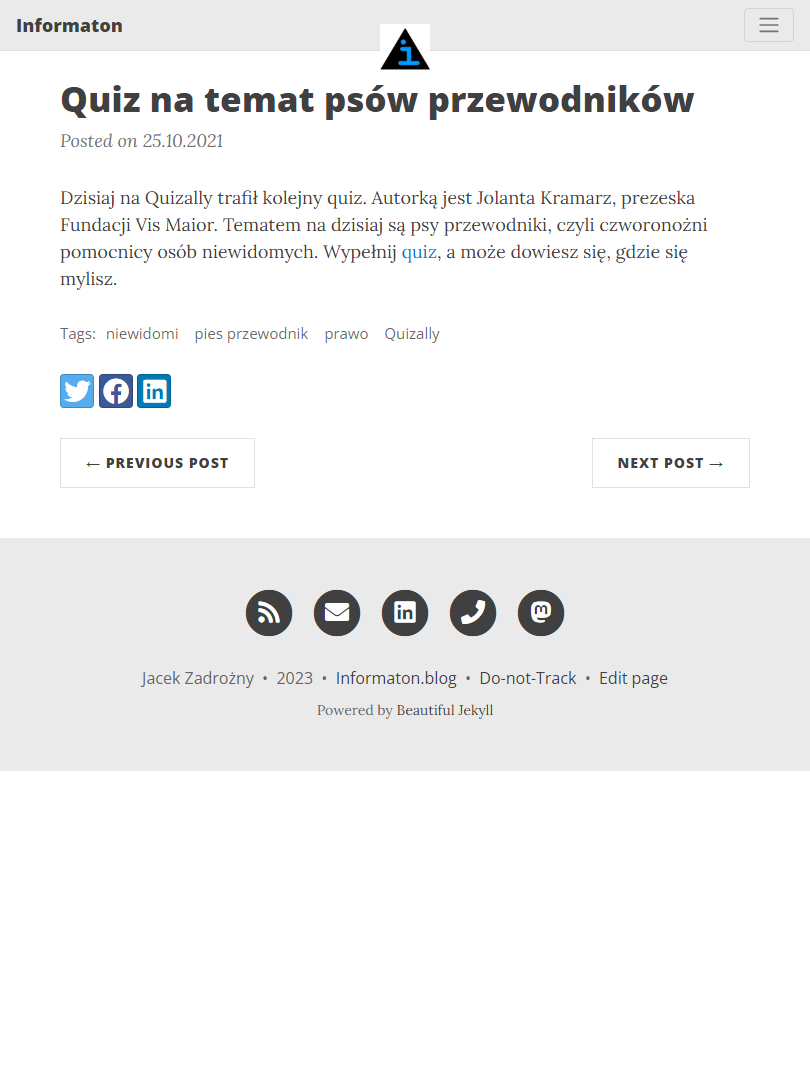 Informaton
Quiz na temat psów przewodników
Posted on 25.10.2021
Dzisiaj na Quizally trafił kolejny quiz. Autorką jest Jolanta Kramarz, prezeska
Fundacji Vis Maior. Tematem na dzisiaj są psy przewodniki, czyli czworonożni
pomocnicy osób niewidomych. Wypełnij quiz, a może dowiesz się, gdzie się
mylisz.
Tags: niewidomi pies przewodnik prawo Quizally
← PREVIOUS POST
NEXT POST →
Jacek Zadrożny • 2023 • Informaton.blog • Do-not-Track • Edit page
Powered by Beautiful Jekyll